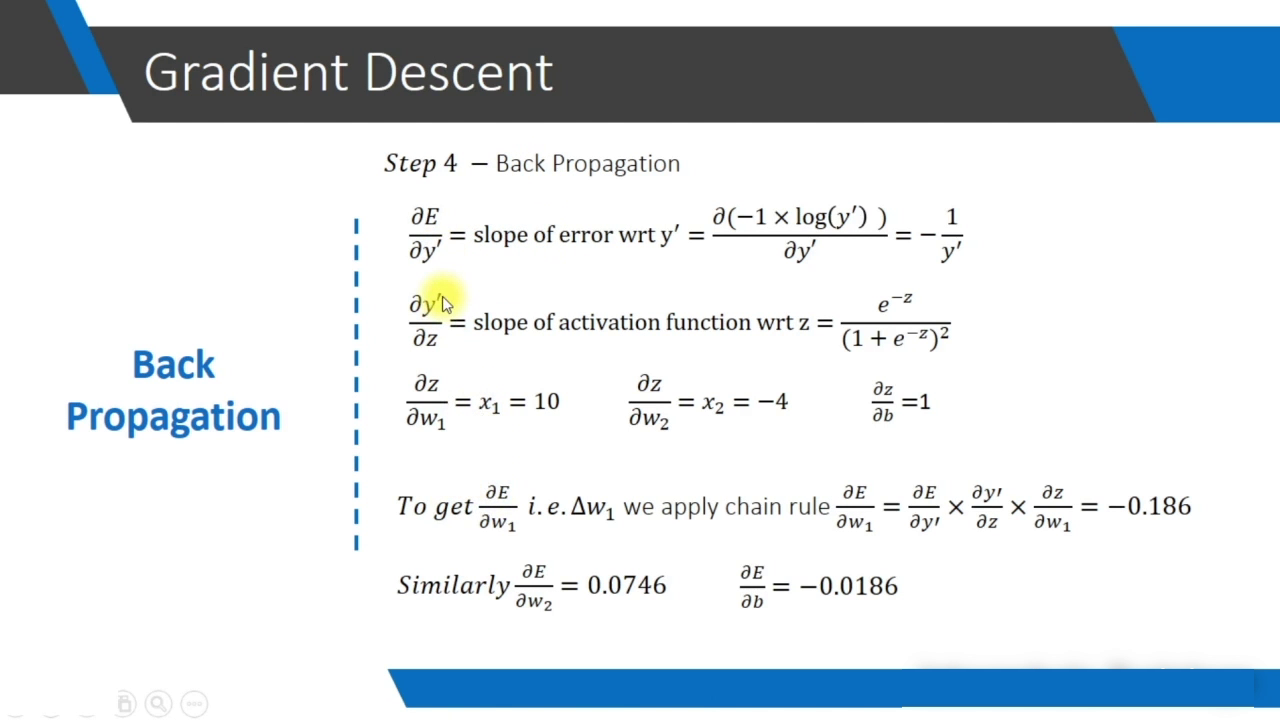 Gradient Descent
Step 4 – Back Propagation
∂E/∂y′ = slope of error wrt y′ = ∂(−1 × log(y′) )/∂y′ = − 1/y′
∂y′/∂z = slope of activation function wrt z = e⁻ᶻ/(1 + e⁻ᶻ)²
∂z/∂w₁ = x₁ = 10 ∂z/∂w₂ = x₂ = −4 ∂z/∂b =1
Back
Propagation
To get ∂E/∂w₁ i.e. Δw₁ we apply chain rule ∂E/∂w₁ = ∂E/∂y′ × ∂y′/∂z × ∂z/∂w₁ = −0.186
Similarly ∂E/∂w₂ = 0.0746 ∂E/∂b = −0.0186